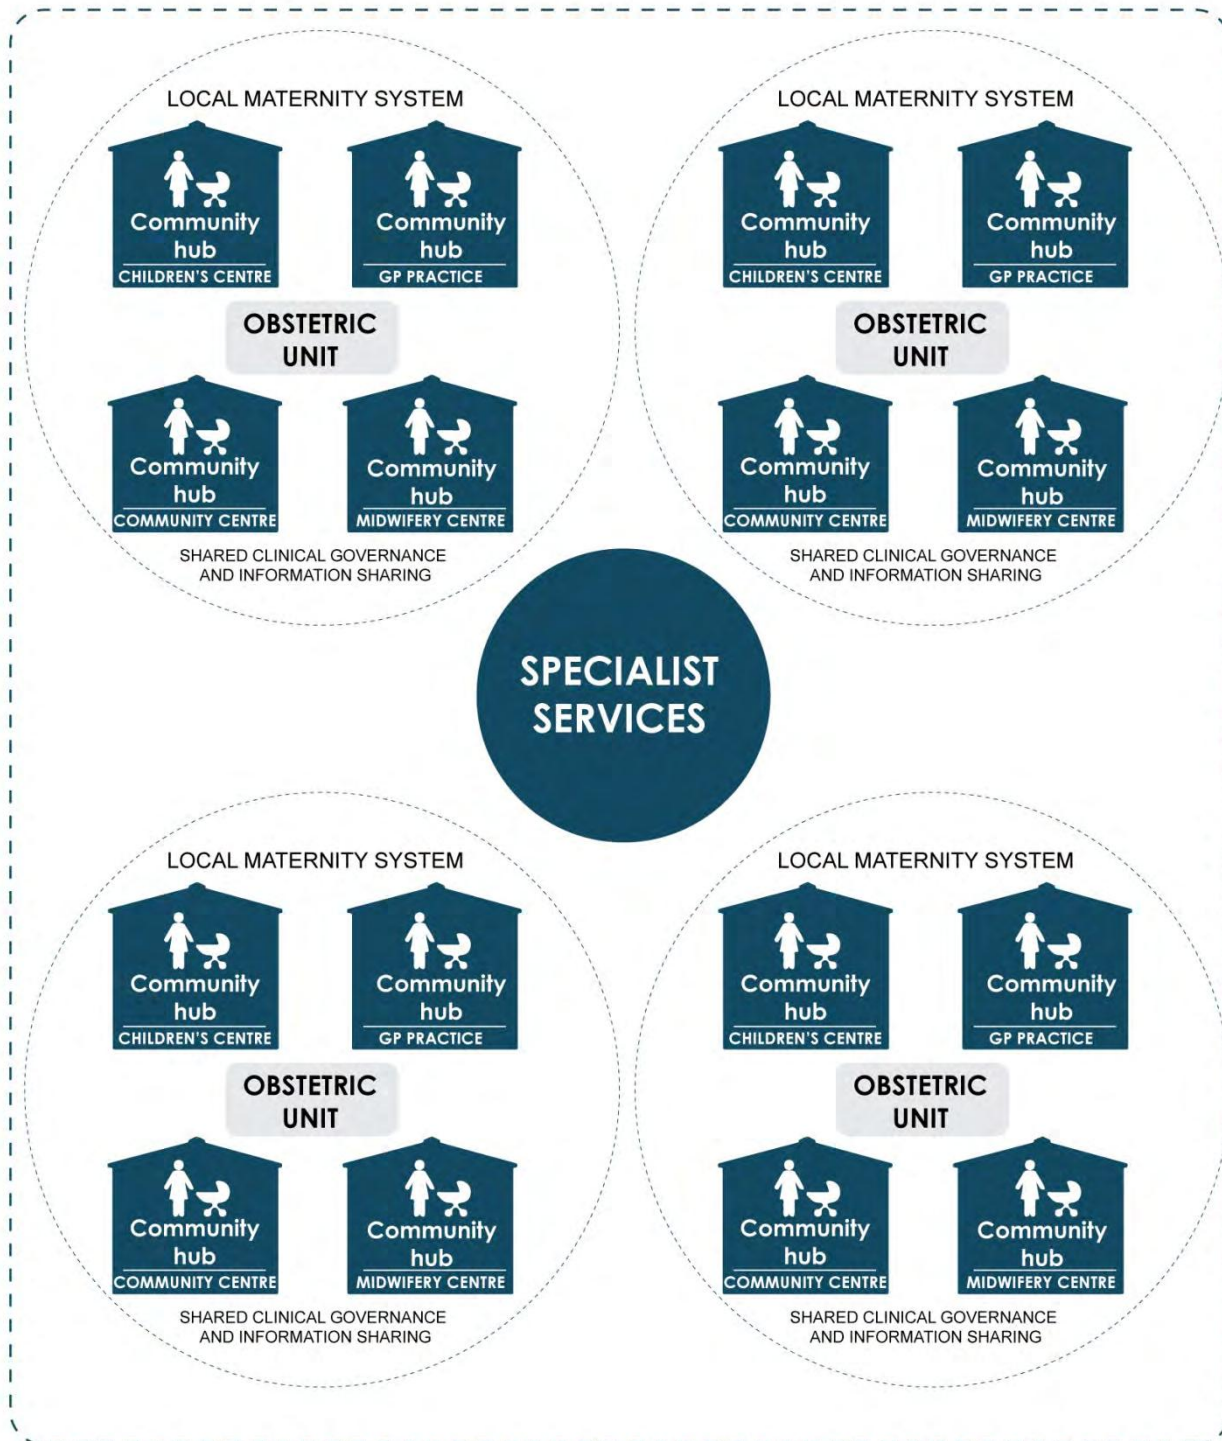 LOCAL MATERNITY SYSTEM
Community
hub
CHILDREN'S CENTRE
Community
hub
GP PRACTICE
OBSTETRIC
UNIT
Community
hub
COMMUNITY CENTRE
Community
hub
MIDWIFERY CENTRE
SHARED CLINICAL GOVERNANCE
AND INFORMATION SHARING
LOCAL MATERNITY SYSTEM
Community
hub
CHILDREN'S CENTRE
Community
hub
GP PRACTICE
OBSTETRIC
UNIT
Community
hub
COMMUNITY CENTRE
Community
hub
MIDWIFERY CENTRE
SHARED CLINICAL GOVERNANCE
AND INFORMATION SHARING
SPECIALIST
SERVICES
LOCAL MATERNITY SYSTEM
Community
hub
CHILDREN'S CENTRE
Community
hub
GP PRACTICE
OBSTETRIC
UNIT
Community
hub
COMMUNITY CENTRE
Community
hub
MIDWIFERY CENTRE
SHARED CLINICAL GOVERNANCE
AND INFORMATION SHARING
LOCAL MATERNITY SYSTEM
Community
hub
CHILDREN'S CENTRE
Community
hub
GP PRACTICE
OBSTETRIC
UNIT
Community
hub
COMMUNITY CENTRE
Community
hub
MIDWIFERY CENTRE
SHARED CLINICAL GOVERNANCE
AND INFORMATION SHARING